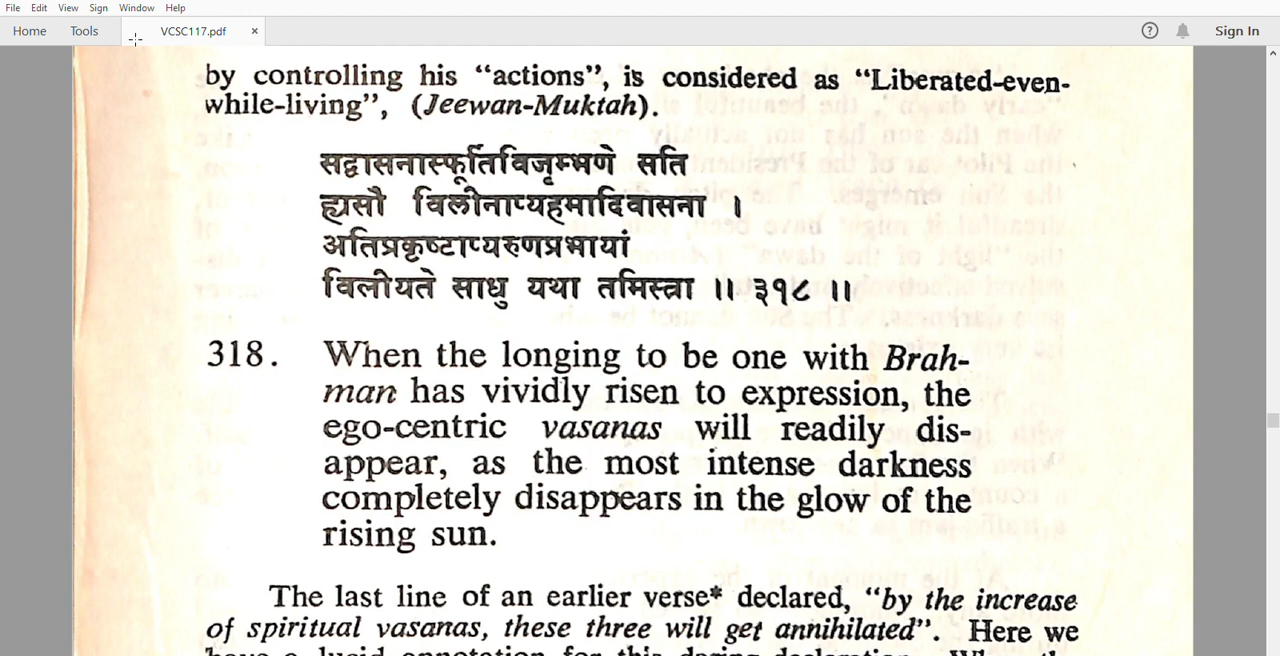 File Edit View Sign Window Help
Home Tools VCSC117.pdf × ? Sign In
by controlling his “actions”, is considered as “Liberated-even-
while-living”, (Jeewan-Muktah).
सद्वासनास्फूर्तिविजृम्भणे सति
ह्यसौ विलीनाप्यहमादिवासना ।
अतिप्रकृष्टाप्यरुणप्रभायां
विलीयते साधु यथा तमिस्त्रा ॥ ३१८ ॥
318. When the longing to be one with Brah-
man has vividly risen to expression, the
ego-centric vasanas will readily dis-
appear, as the most intense darkness
completely disappears in the glow of the
rising sun.
The last line of an earlier verse* declared, “by the increase
of spiritual vasanas, these three will get annihilated”. Here we